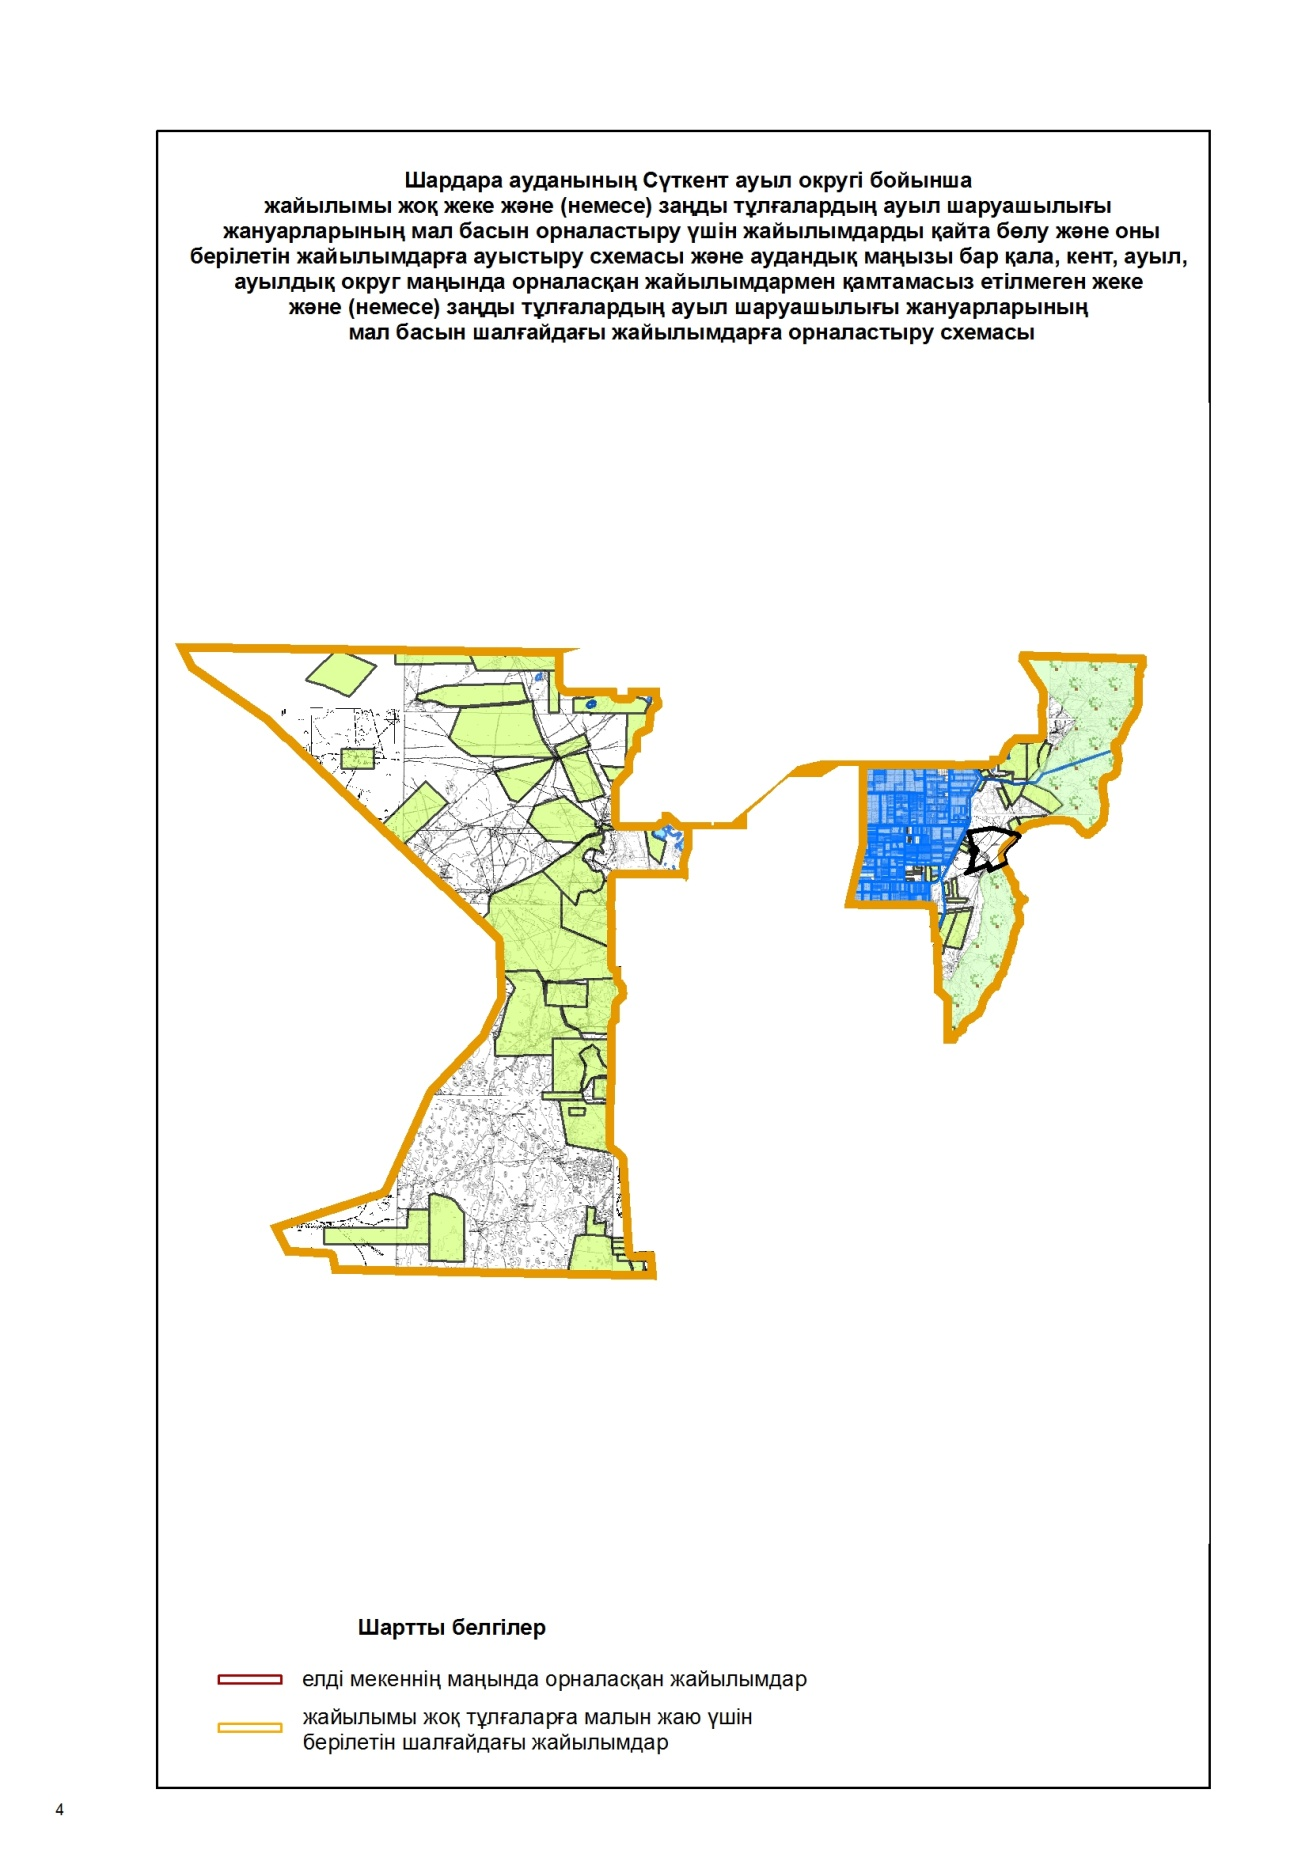 Шардара ауданының Сүткент ауыл округі бойынша
жайылымы жоқ жеке және (немесе) заңды тұлғалардың ауыл шаруашылығы
жануарларының мал басын орналастыру үшін жайылымдарды қайта бөлу және оны
берілетін жайылымдарға ауыстыру схемасы және аудандық маңызы бар қала, кент, ауыл,
ауылдық округ маңында орналасқан жайылымдармен қамтамасыз етілмеген жеке
және (немесе) заңды тұлғалардың ауыл шаруашылығы жануарларының
мал басын шалғайдағы жайылымдарға орналастыру схемасы
Шартты белгілер
елді мекеннің маңында орналасқан жайылымдар
жайылымы жоқ тұлғаларға малын жаю үшін
берілетін шалғайдағы жайылымдар
4